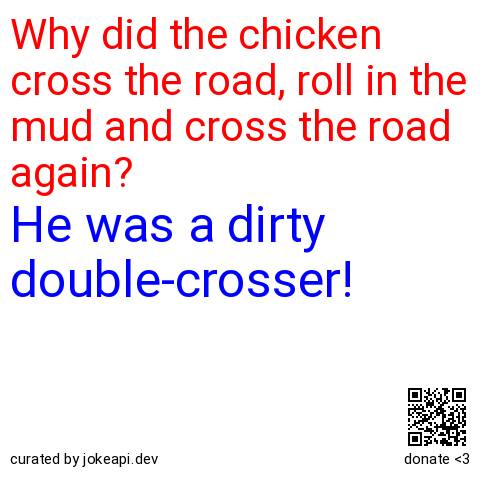 Why did the chicken
cross the road, roll in the
mud and cross the road
again?
He was a dirty
double-crosser!
curated by jokeapi.dev
donate <3